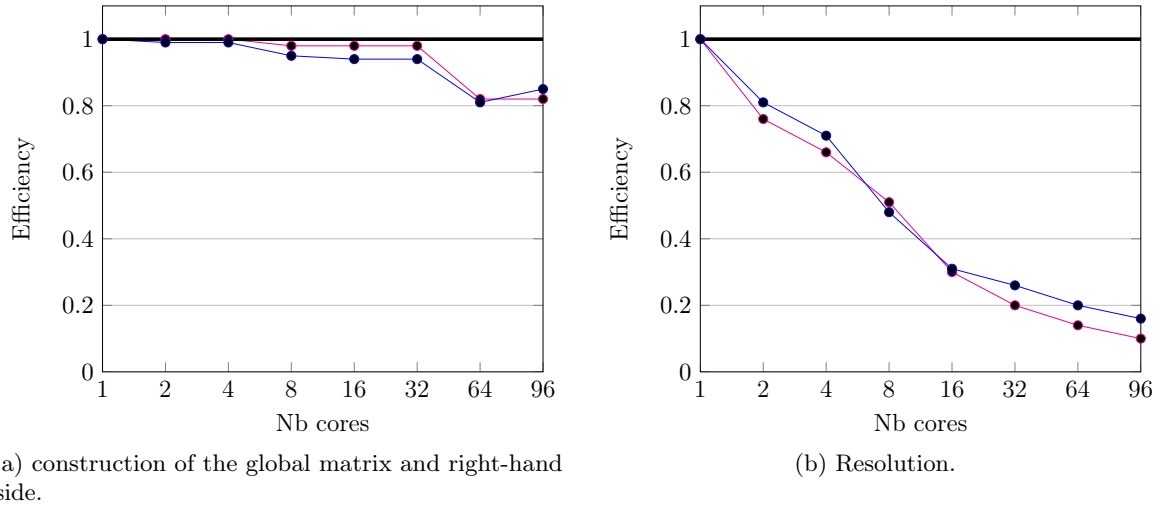 1
0.8
0.6
0.4
0.2
0
Efficiency
1 2 4 8 16 32 64 96
Nb cores
a) construction of the global matrix and right-hand
side.
1
0.8
0.6
0.4
0.2
0
Efficiency
1 2 4 8 16 32 64 96
Nb cores
(b) Resolution.